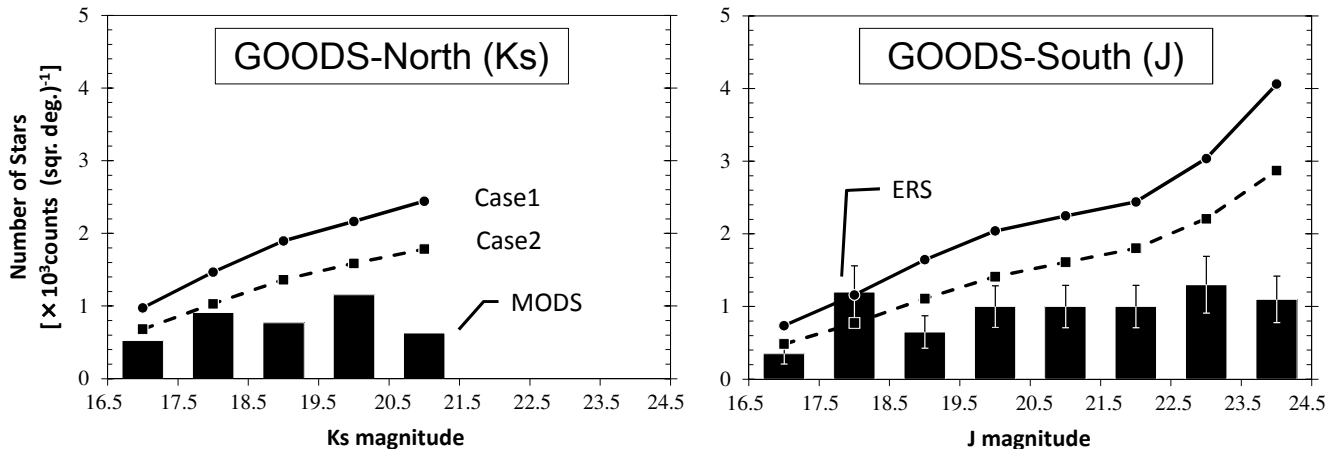 GOODS-North (Ks)
Number of Stars
[×10³counts (sqr. deg.)⁻¹
5
4
3
2
1
0
Case1
Case2
MODS
16.5 17.5 18.5 19.5 20.5 21.5 22.5 23.5 24.5
Ks magnitude
GOODS-South (J)
5
4
3
2
1
0
ERS
16.5 17.5 18.5 19.5 20.5 21.5 22.5 23.5 24.5
J magnitude